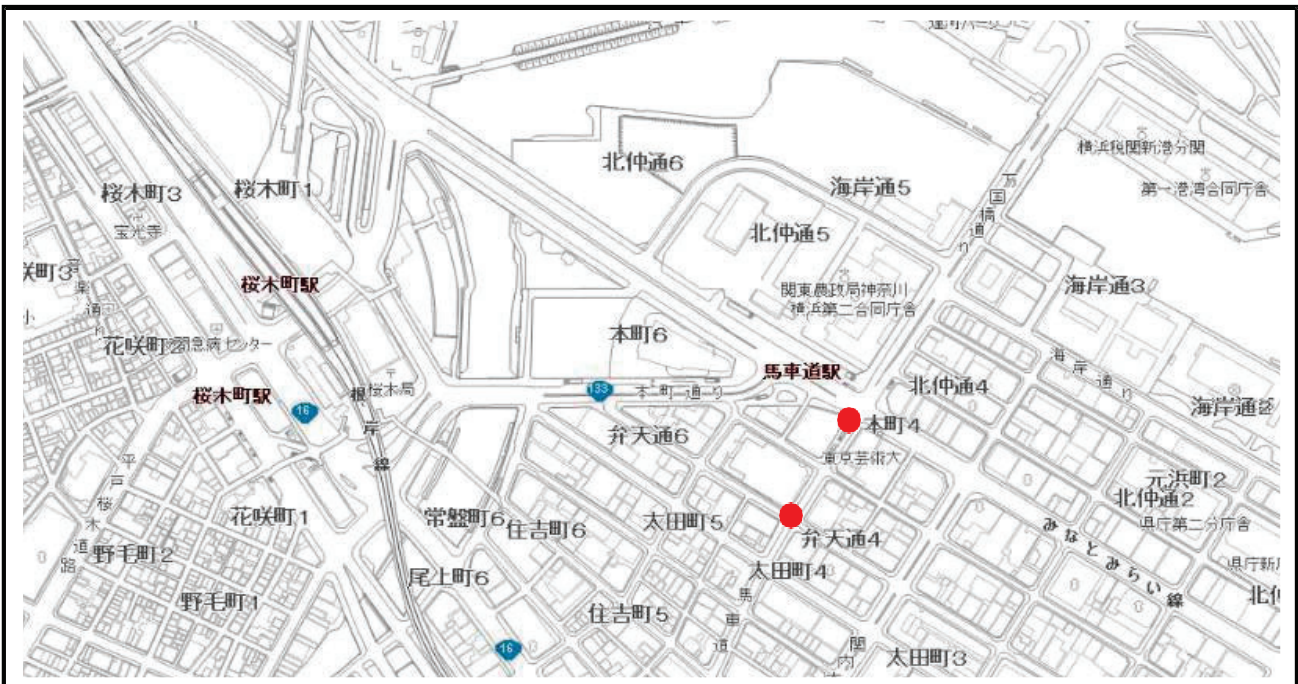 北仲通6
海岸通5
横浜税関新港分関
第一港湾合同庁舎
桜木町3
桜木町1
宝光寺
万国橋通り
北仲通5
桜木町駅
関東農政局神奈川
横浜第二合同庁舎
海岸通3
音楽通り
花咲町2
急病センター
本町6
馬車道駅
北仲通4
海岸通り
桜木町駅
16
桜木局
133
本町通り
海岸通2
根岸線
弁天通6
本町4
東京芸術大
元浜町2
北仲通2
県庁第二分庁舎
平戸桜木道路
花咲町1
常盤町6
住吉町6
太田町5
弁天通4
みなとみらい線
野毛町2
尾上町6
太田町4
野毛町1
住吉町5
馬車道
16
関内
太田町3